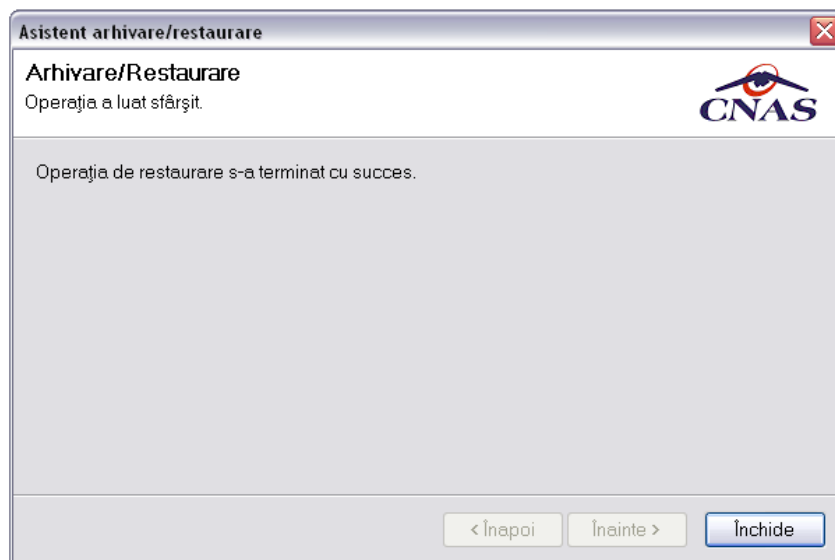 Asistent arhivare/restaurare
Arhivare/Restaurare
Operaţia a luat sfârşit.
CNAS
Operaţia de restaurare s-a terminat cu succes.
< Înapoi
Înainte >
Închide